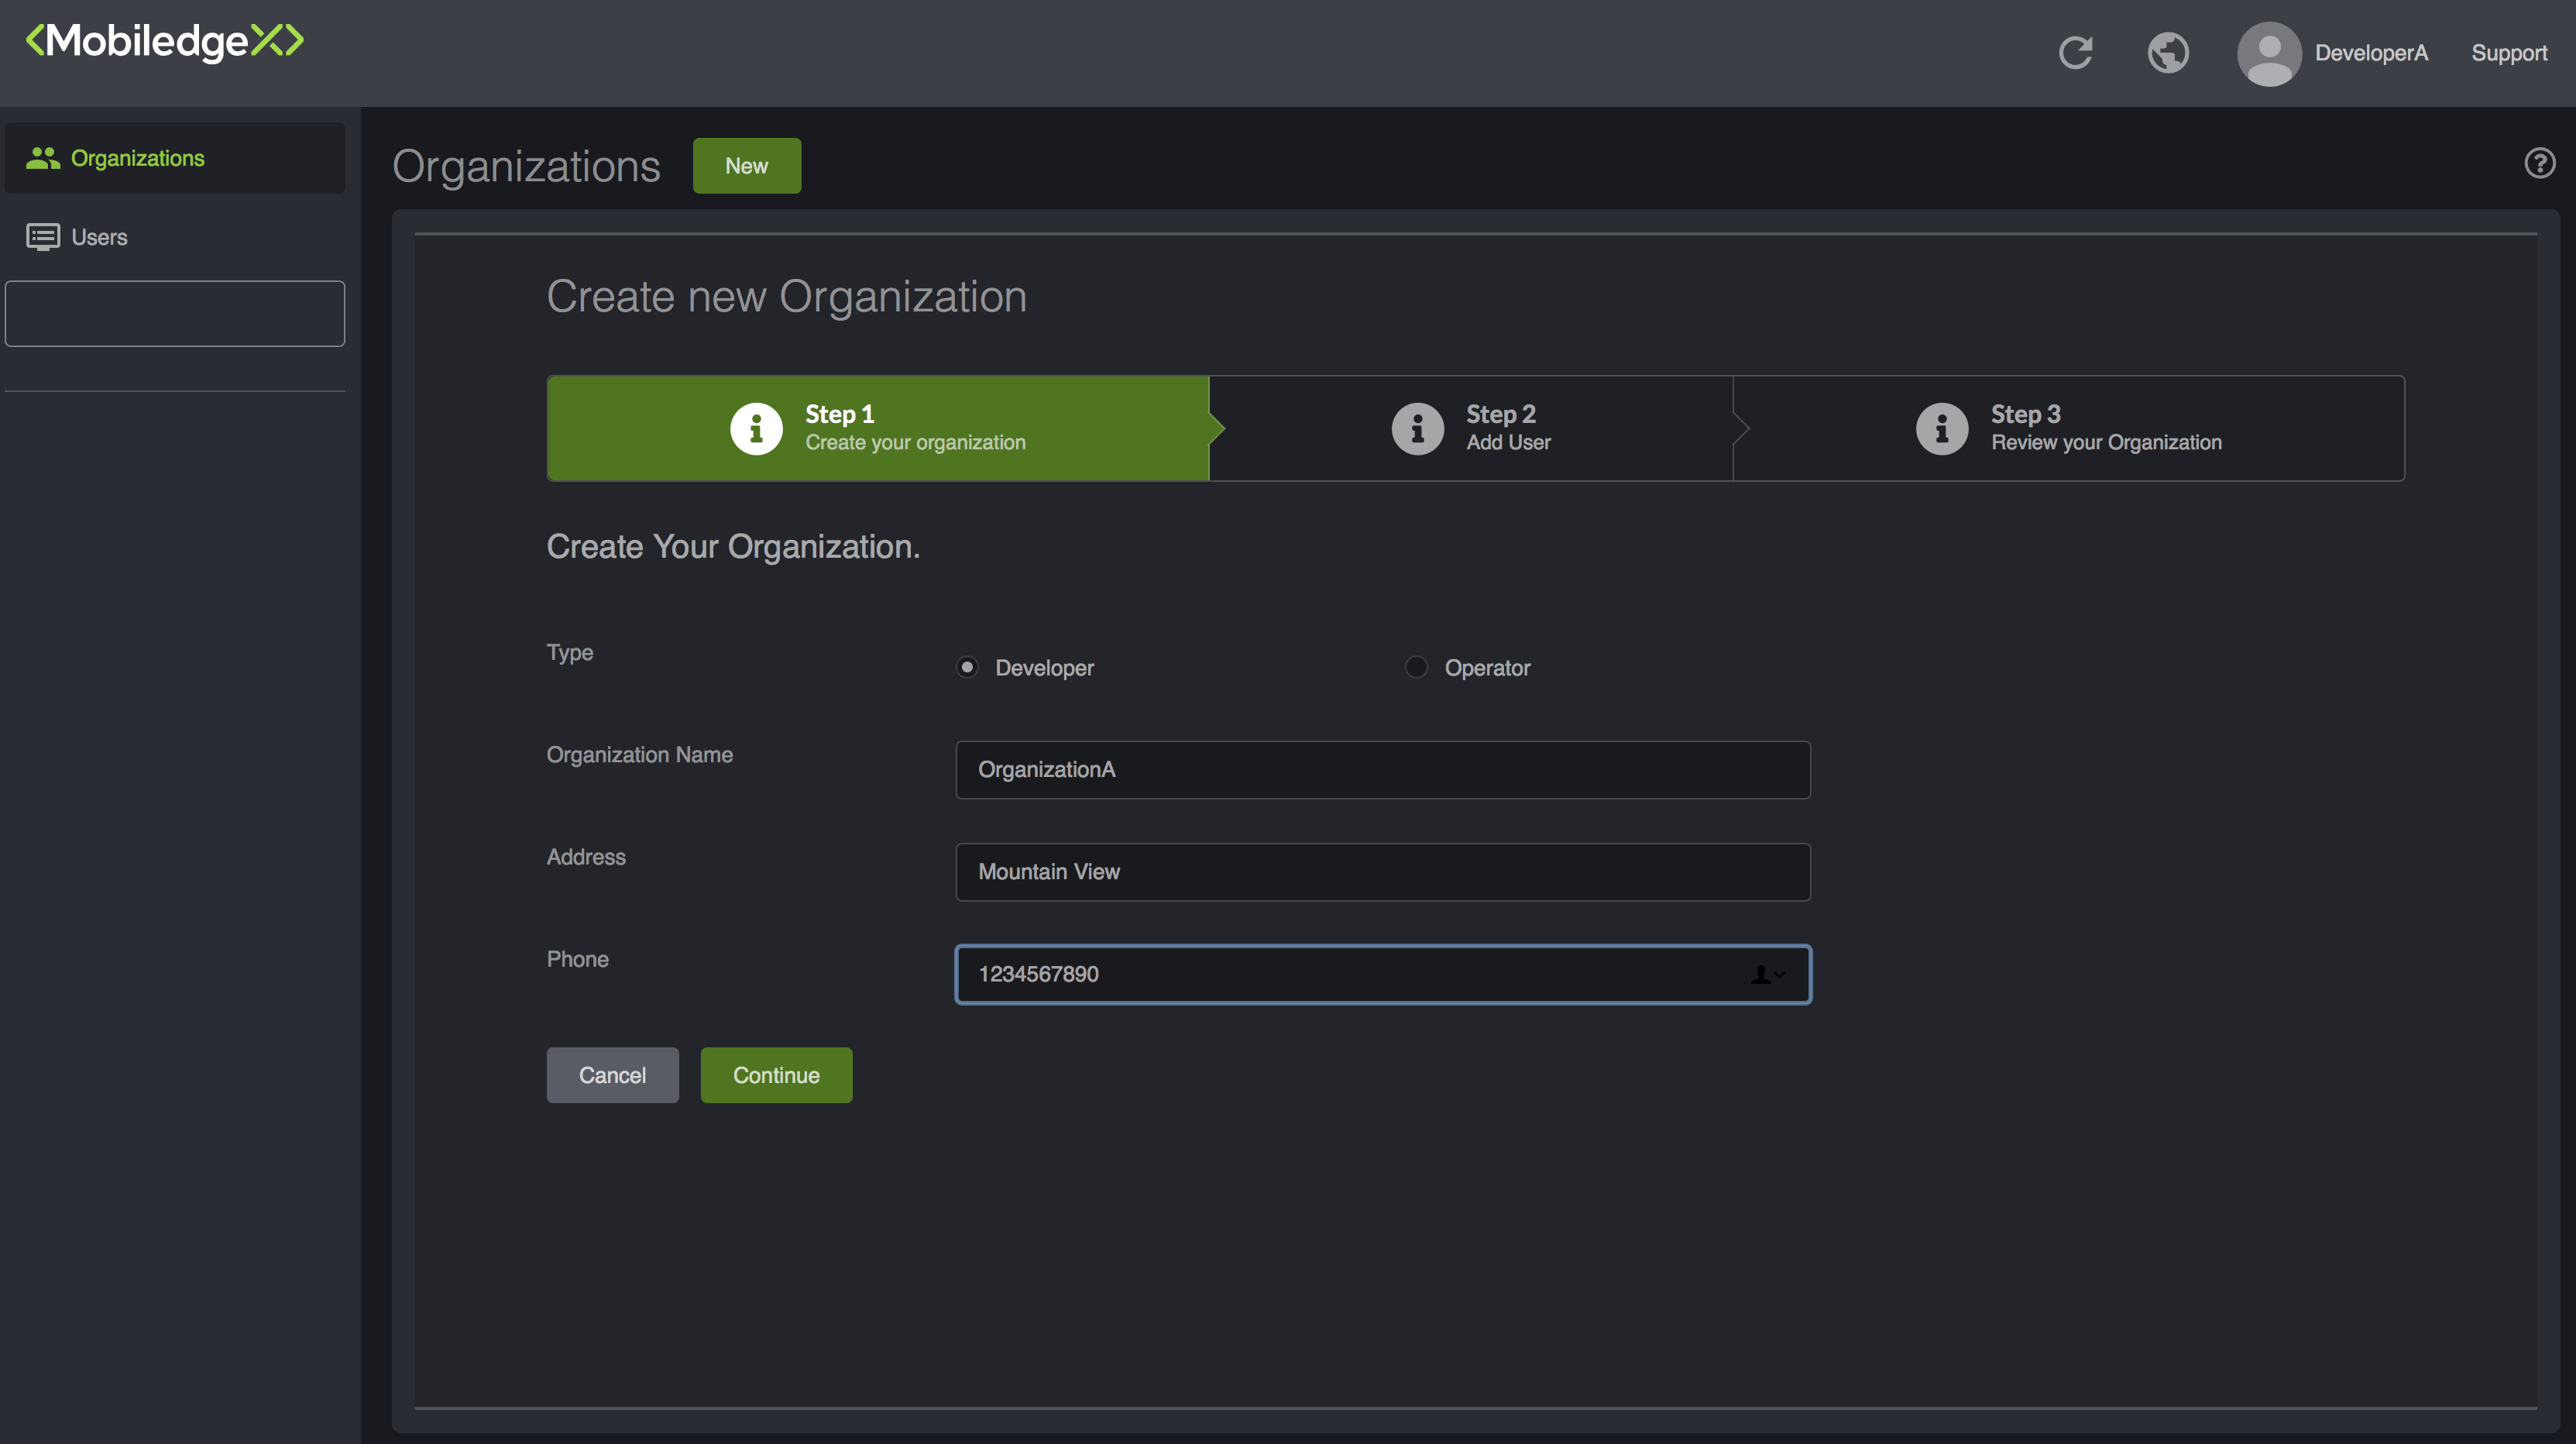 <MobiledgeX>
DeveloperA
Support
Organizations
Users
Organizations
New
Create new Organization
Step 1
Create your organization
Step 2
Add User
Step 3
Review your Organization
Create Your Organization.
Type
Developer
Operator
Organization Name
OrganizationA
Address
Mountain View
Phone
1234567890
Cancel
Continue